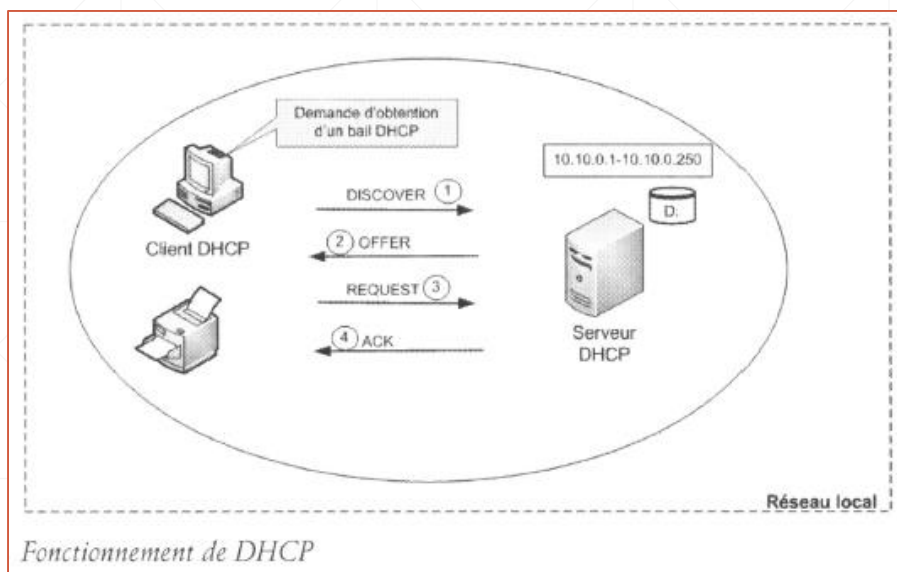 Demande d'obtention
d'un bail DHCP
10.10.0.1-10.10.0.250
DISCOVER 1
D.
Client DHCP
2 OFFER
REQUEST 3
Serveur
DHCP
4 ACK
Réseau local
Fonctionnement de DHCP